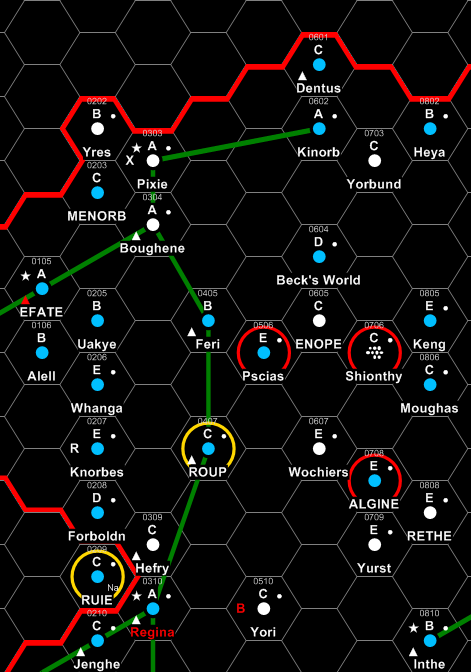 0601
C
Dentus
0202
B
Yres
0303
A
X
Pixie
0602
A
Kinorb
0703
C
Yorbund
0802
B
Heya
0203
C
MENORB
0304
A
Boughene
0604
D
Beck's World
0105
A
EFATE
0205
B
Uakye
0405
B
Feri
0605
C
ENOPE
0805
E
Keng
0106
B
Alell
0506
E
Pscias
0706
C
Shionthy
0206
E
Whanga
0806
C
Moughas
0207
E
R
Knorbes
0407
C
ROUP
0607
E
Wochiers
0708
E
ALGINE
0208
D
Forboldn
0808
E
RETHE
0309
C
Hefry
0709
E
Yurst
0209
C
Na
RUIE
0310
A
Regina
0510
C
B
Yori
0210
C
Jenghe
0810
B
Inthe